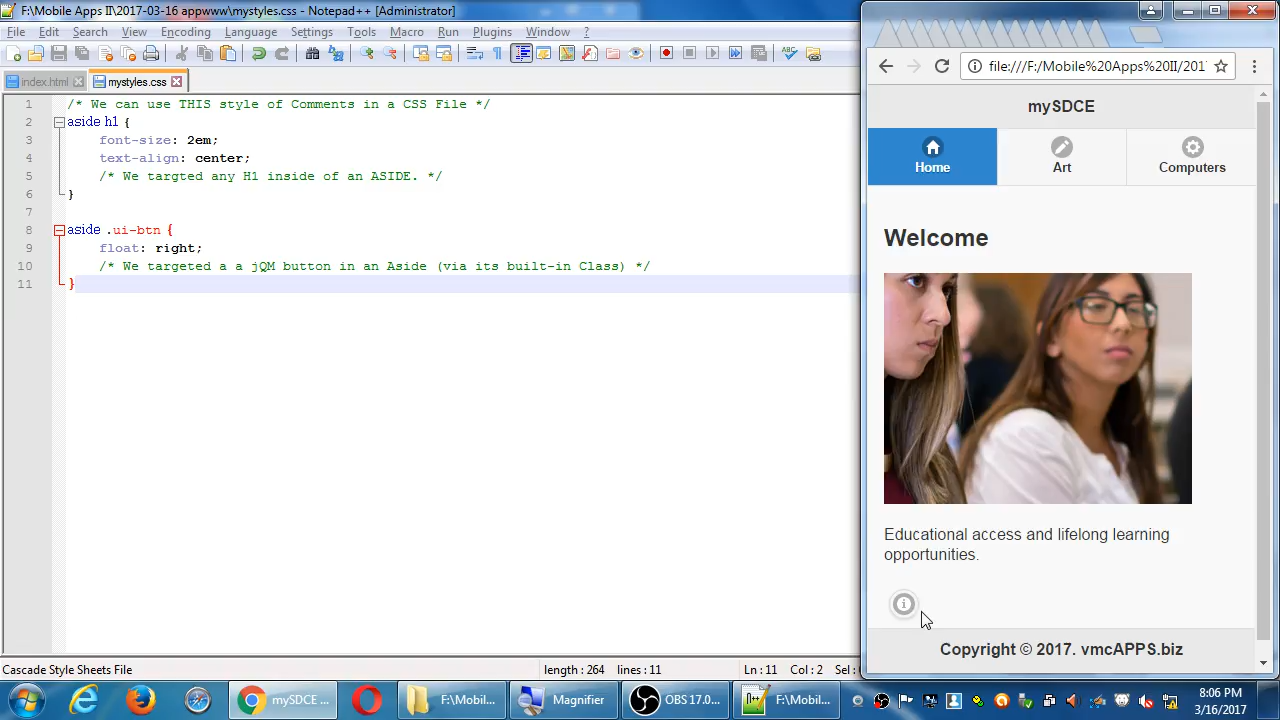 F:\Mobile Apps II\2017-03-16 appwww\mystyles.css - Notepad++ [Administrator]
File Edit Search View Encoding Language Settings Tools Macro Run Plugins Window ?
index.html mystyles.css
1 /* We can use THIS style of Comments in a CSS File */
2 aside h1 {
3 font-size: 2em;
4 text-align: center;
5 /* We targted any H1 inside of an ASIDE. */
6 }
7
8 aside .ui-btn {
9 float: right;
10 /* We targeted a a jQM button in an Aside (via its built-in Class) */
11 }
Cascade Style Sheets File length : 264 lines : 11 Ln : 11 Col : 2 Sel :
file:///F:/Mobile%20Apps%20II/201
mySDCE
Home Art Computers
Welcome
Educational access and lifelong learning
opportunities.
Copyright © 2017. vmcAPPS.biz
mySDCE ... F:\Mobil... Magnifier OBS 17.0.... F:\Mobil...
8:06 PM
3/16/2017